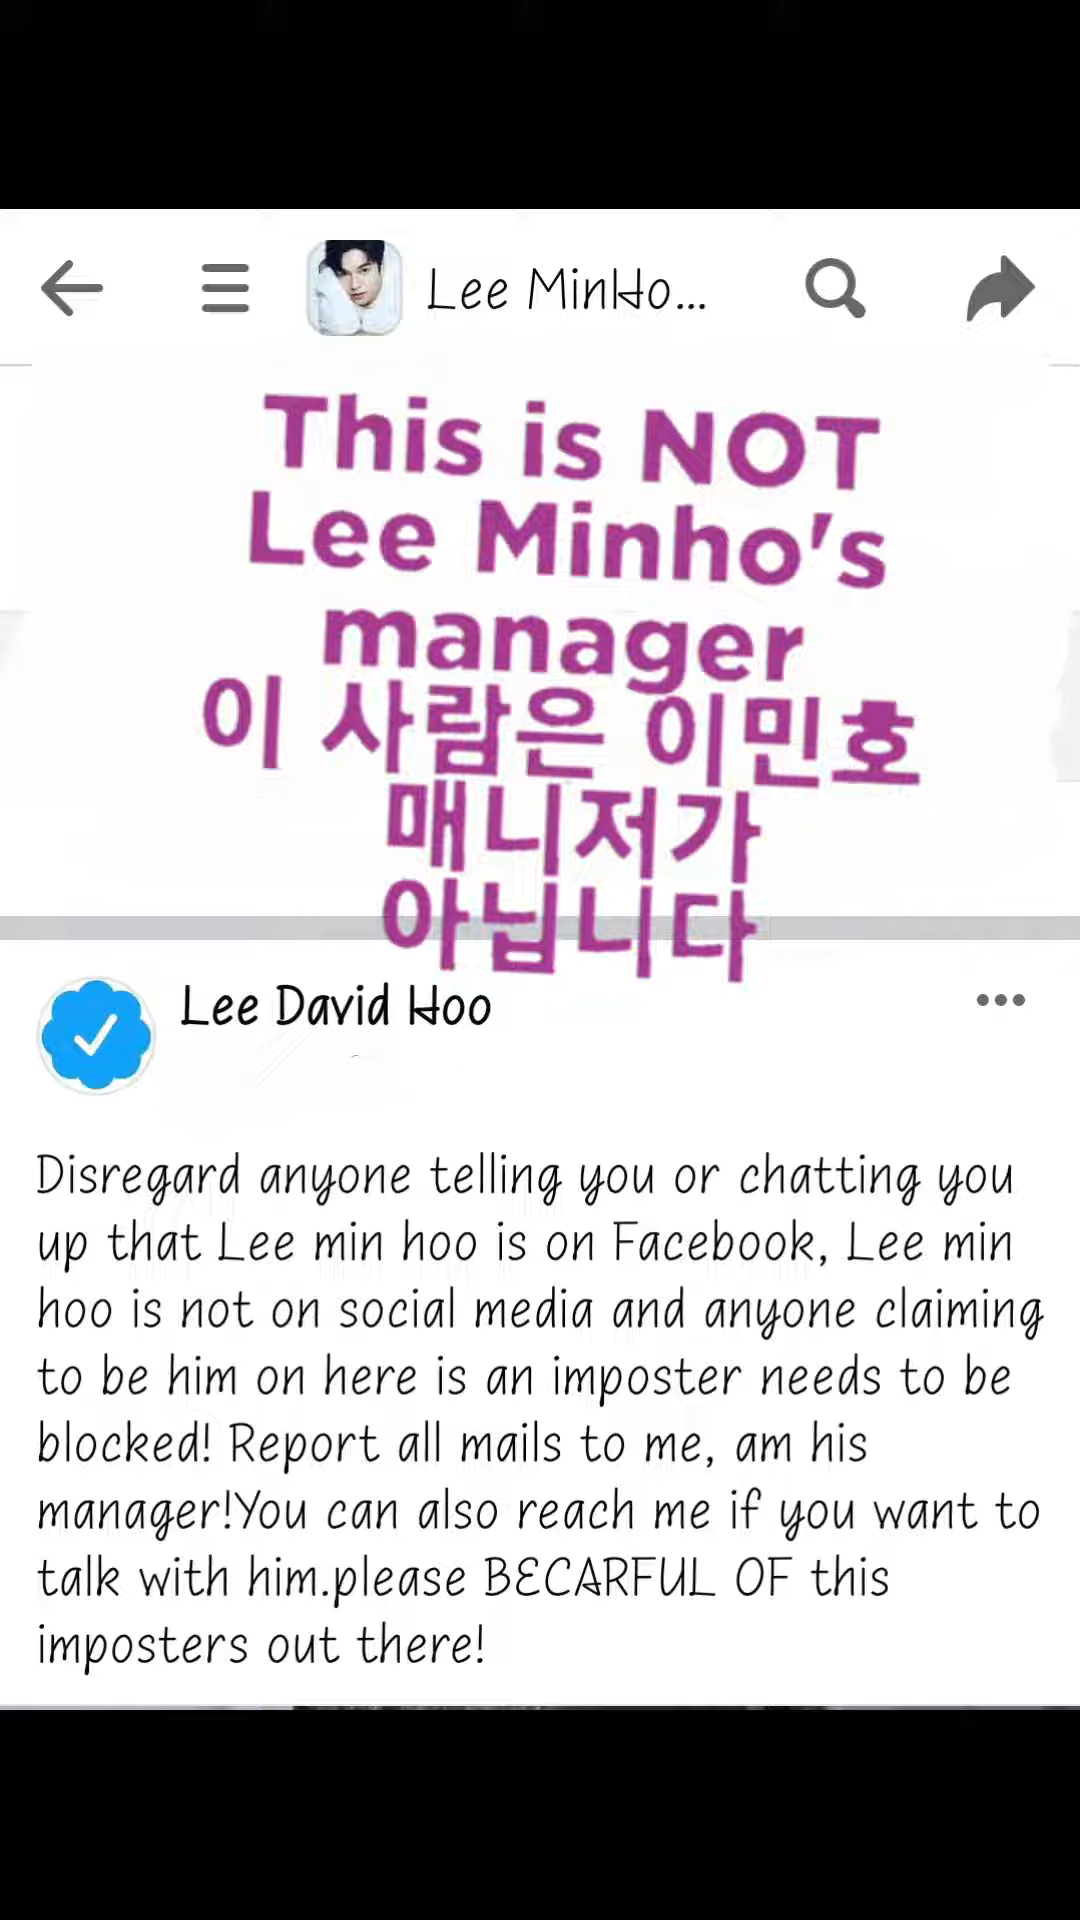 Lee MinHo...
This is NOT
Lee Minho's
manager
이 사람은 이민호
매니저가
아닙니다
Lee David Hoo
Disregard anyone telling you or chatting you
up that Lee min hoo is on Facebook, Lee min
hoo is not on social media and anyone claiming
to be him on here is an imposter needs to be
blocked! Report all mails to me, am his
manager!You can also reach me if you want to
talk with him.please BECARFUL OF this
imposters out there!